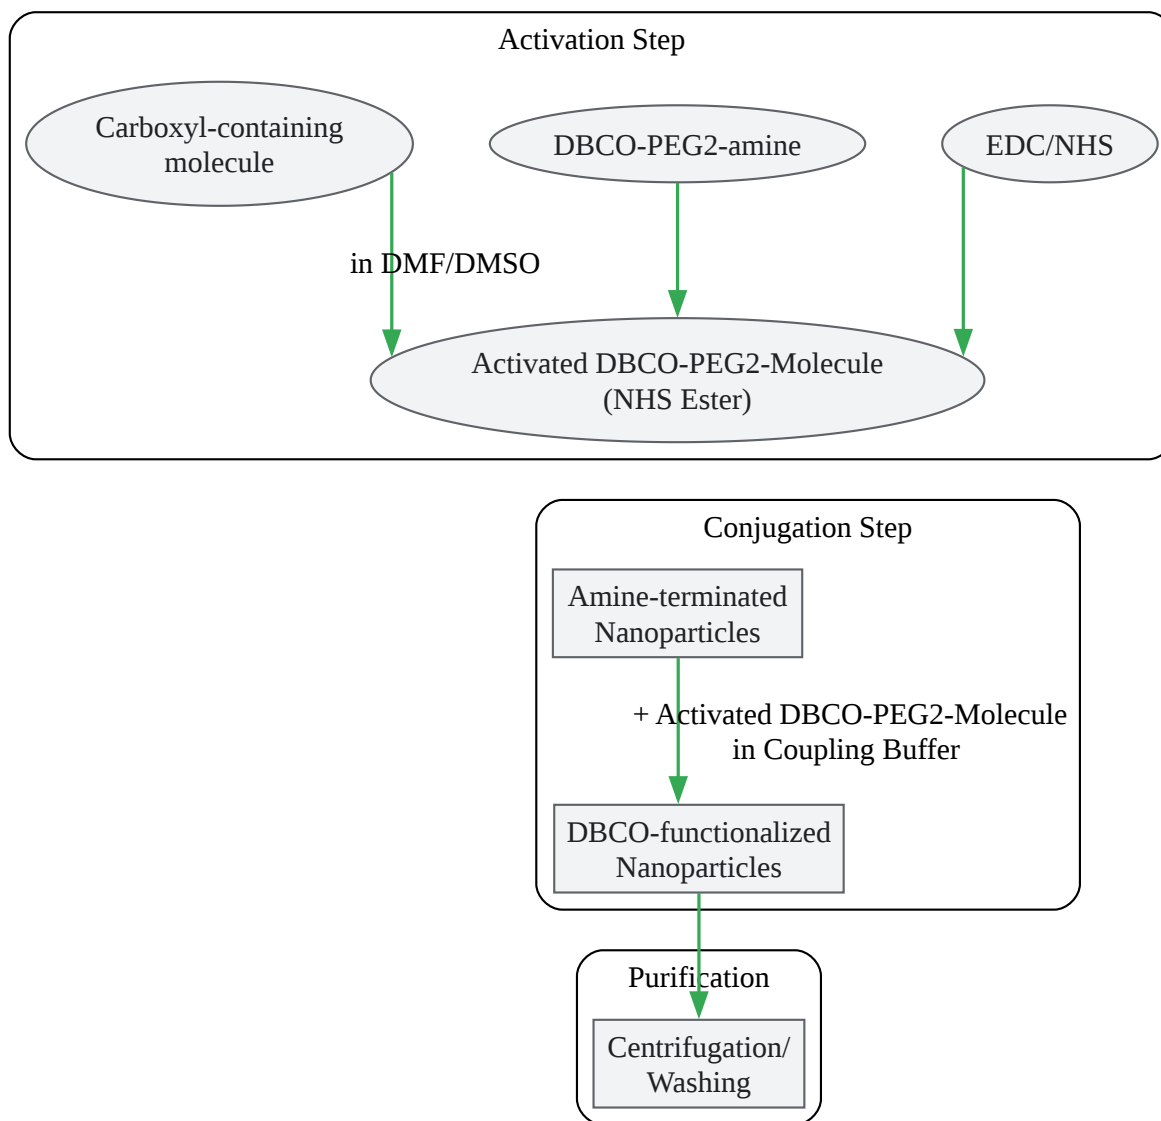 Activation Step
Carboxyl-containing
molecule
DBCO-PEG2-amine
EDC/NHS
in DMF/DMSO
Activated DBCO-PEG2-Molecule
(NHS Ester)
Conjugation Step
Amine-terminated
Nanoparticles
+ Activated DBCO-PEG2-Molecule
in Coupling Buffer
DBCO-functionalized
Nanoparticles
Purification
Centrifugation/
Washing